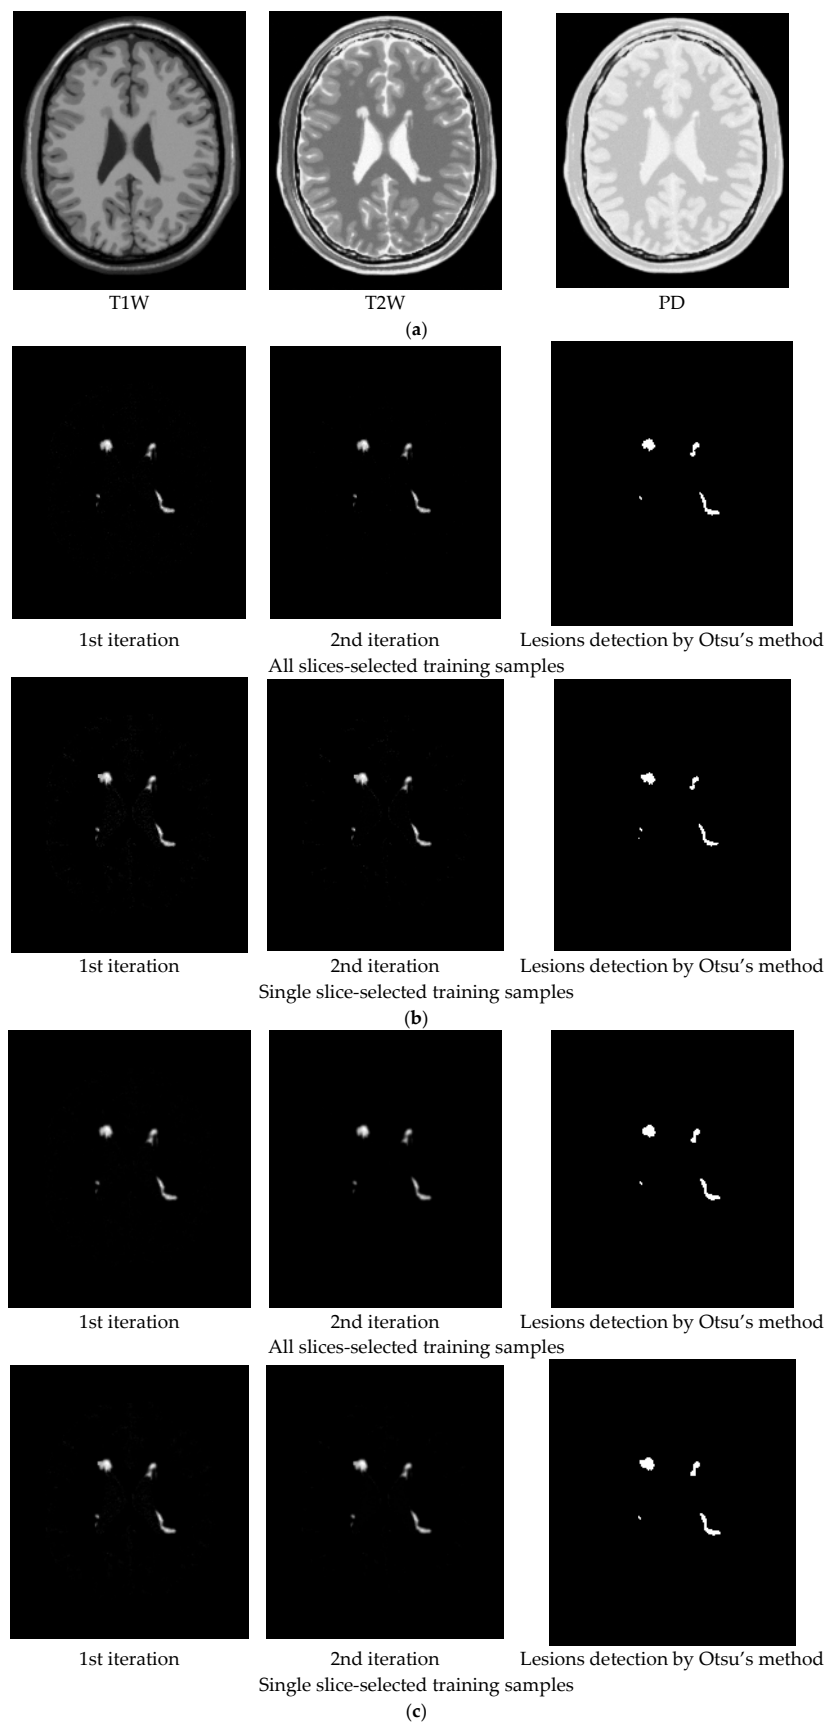 T1W T2W PD
(a)
1st iteration 2nd iteration Lesions detection by Otsu’s method
All slices-selected training samples
1st iteration 2nd iteration Lesions detection by Otsu’s method
Single slice-selected training samples
(b)
1st iteration 2nd iteration Lesions detection by Otsu’s method
All slices-selected training samples
1st iteration 2nd iteration Lesions detection by Otsu’s method
Single slice-selected training samples
(c)